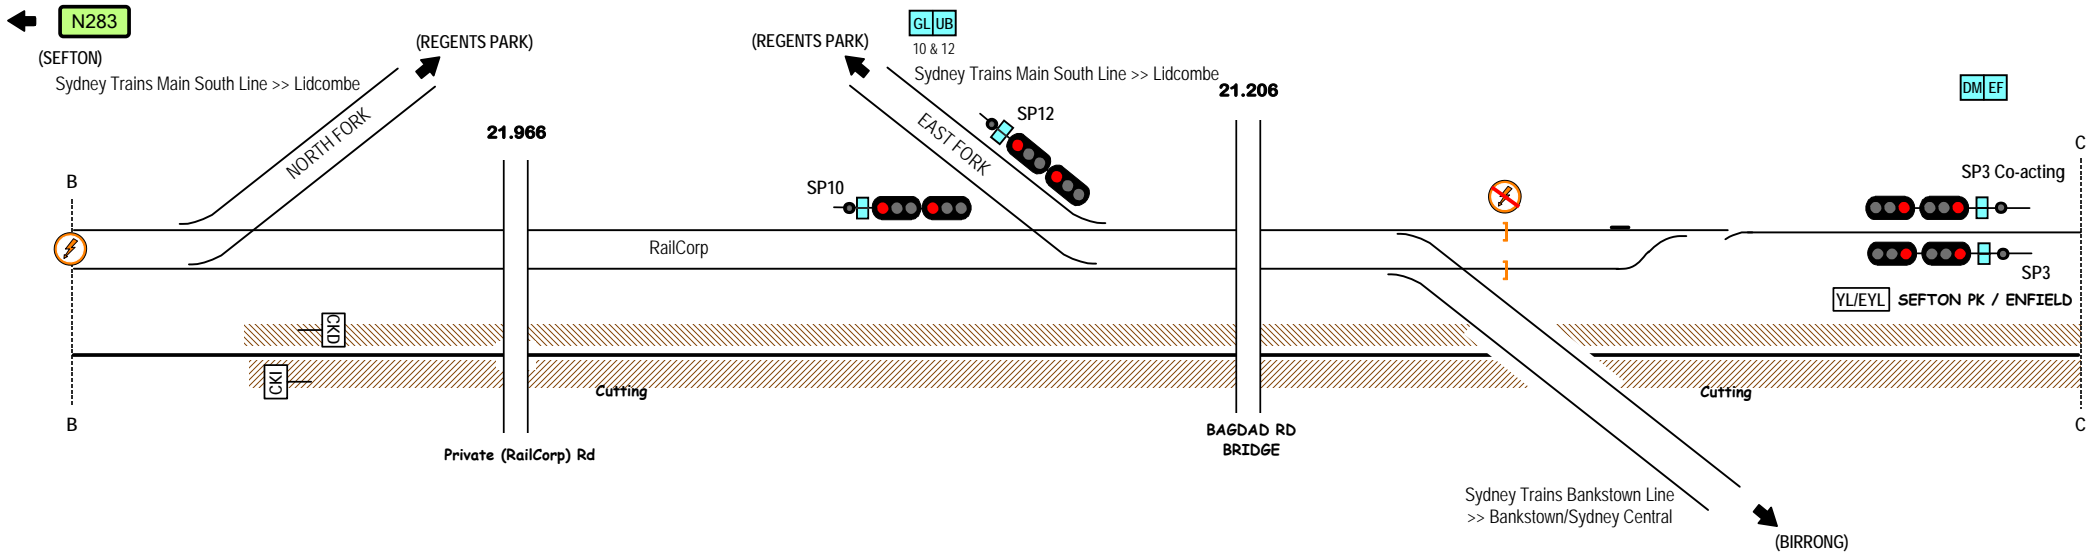 N283
(SEFTON)
Sydney Trains Main South Line >> Lidcombe
(REGENTS PARK)
NORTH FORK
(REGENTS PARK)
GL UB
10 & 12
Sydney Trains Main South Line >> Lidcombe
EAST FORK
SP12
21.206
21.966
SP10
DM EF
SP3 Co-acting
SP3
YL/EYL SEFTON PK / ENFIELD
B
C
RailCorp
CKD
CKI
Cutting
Cutting
B
C
Private (RailCorp) Rd
BAGDAD RD
BRIDGE
Sydney Trains Bankstown Line
>> Bankstown/Sydney Central
(BIRRONG)